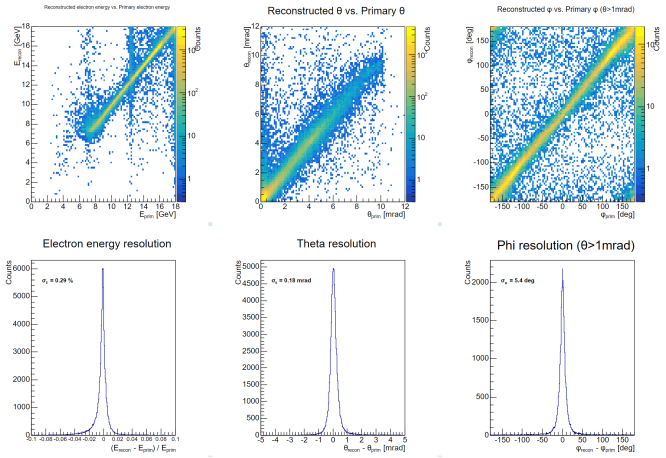 Reconstructed electron energy vs. Primary electron energy
E_recon [GeV]
18
16
14
12
10
8
6
4
2
0
0 2 4 6 8 10 12 14 16 18
E_prim [GeV]
Counts
10²
10
1
Reconstructed θ vs. Primary θ
θ_recon [mrad]
12
10
8
6
4
2
0
0 2 4 6 8 10 12
θ_prim [mrad]
Counts
10²
10
1
Reconstructed φ vs. Primary φ (θ>1mrad)
φ_recon [deg]
150
100
50
0
-50
-100
-150
-150 -100 -50 0 50 100 150
φ_prim [deg]
Counts
10
1
Electron energy resolution
Counts
6000
5000
4000
3000
2000
1000
0
σ_E = 0.29 %
-0.1 -0.08 -0.06 -0.04 -0.02 0 0.02 0.04 0.06 0.08 0.1
(E_recon - E_prim) / E_prim
Theta resolution
Counts
5000
4500
4000
3500
3000
2500
2000
1500
1000
500
0
= 0.18 mrad
-5 -4 -3 -2 -1 0 1 2 3 4 5
θ_recon - θ_prim [mrad]
Phi resolution (θ>1mrad)
Counts
2000
1500
1000
500
0
= 5.4 deg
-150 -100 -50 0 50 100 150
φ_recon - φ_prim [deg]